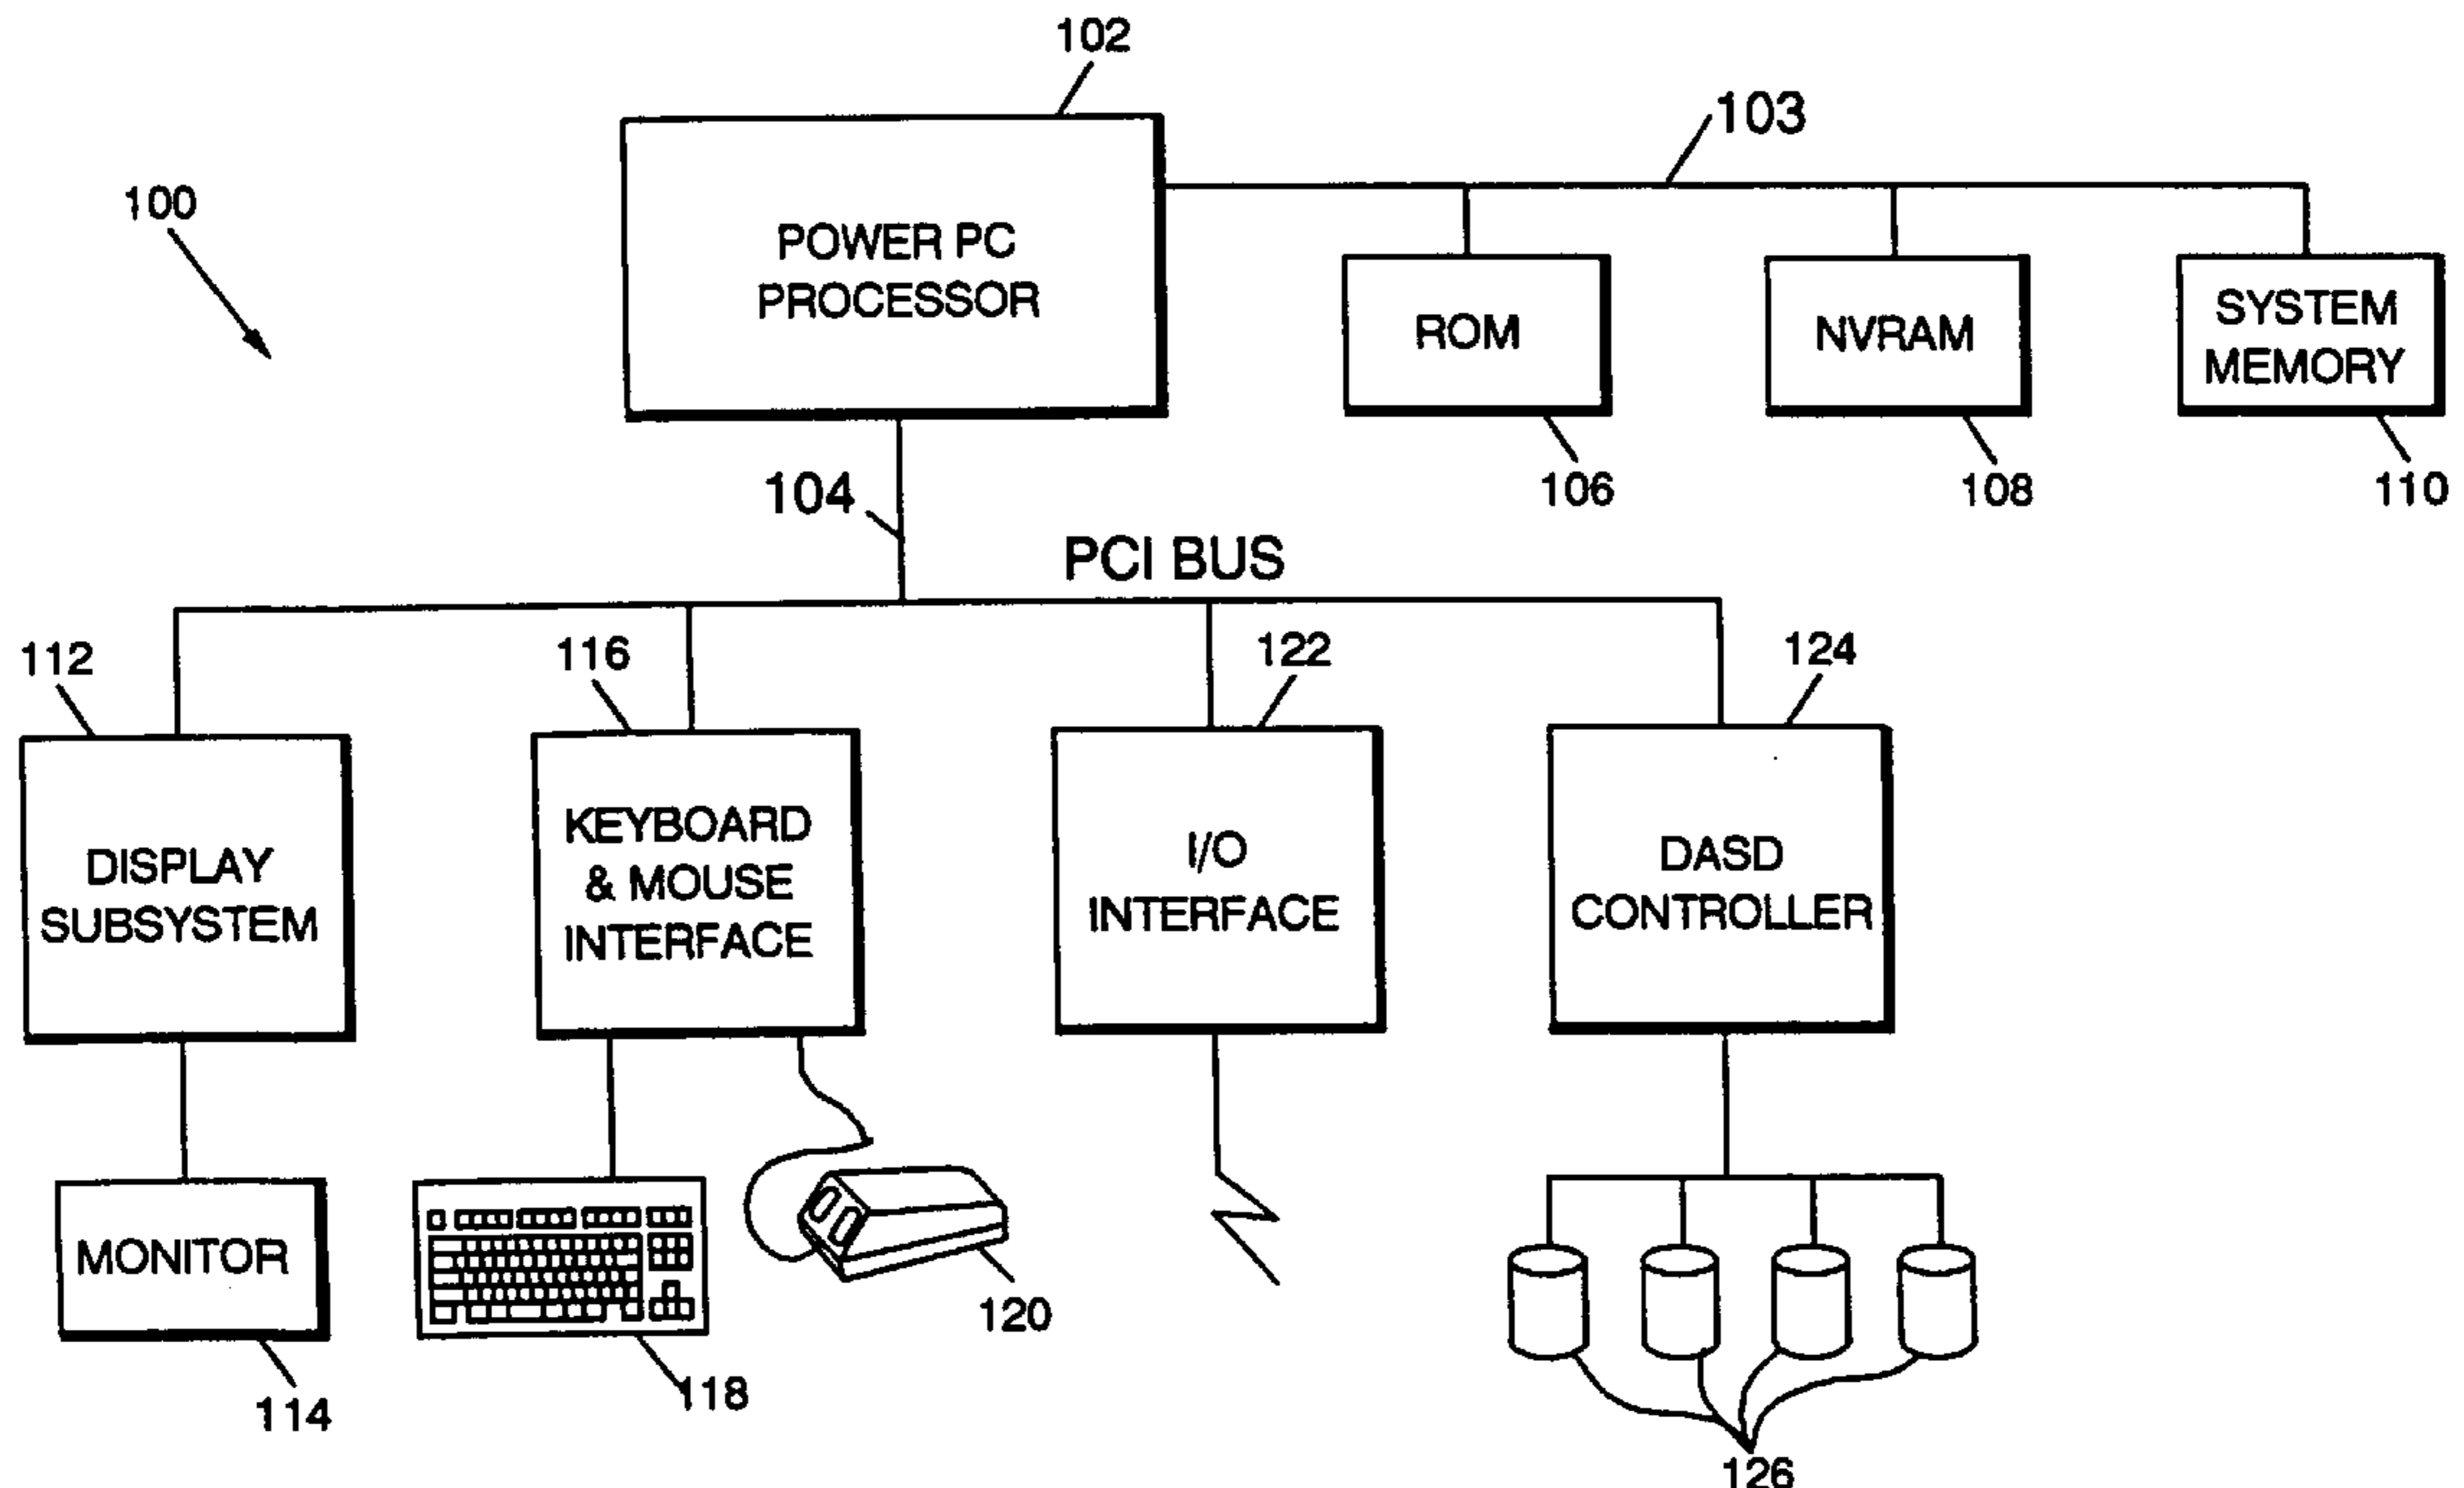 102
103
100
POWER PC
PROCESSOR
ROM
NVRAM
SYSTEM
MEMORY
106
108
110
104
PCI BUS
112
116
122
124
DISPLAY
SUBSYSTEM
KEYBOARD
& MOUSE
INTERFACE
I/O
INTERFACE
DASD
CONTROLLER
MONITOR
114
118
120
126